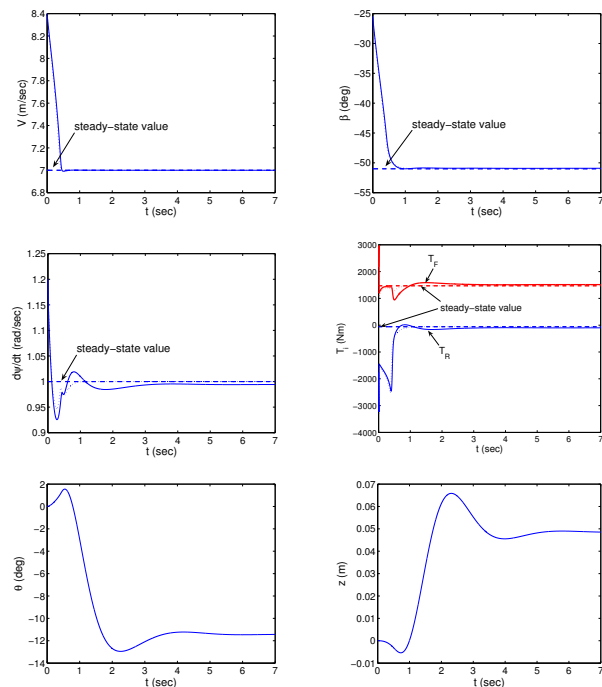 8.4
8.2
8
7.8
7.6
7.4
7.2
7
6.8
V (m/sec)
steady−state value
0 1 2 3 4 5 6 7
t (sec)
−25
−30
−35
−40
−45
−50
−55
β (deg)
steady−state value
0 1 2 3 4 5 6 7
t (sec)
1.25
1.2
1.15
1.1
1.05
1
0.95
0.9
dψ/dt (rad/sec)
steady−state value
0 1 2 3 4 5 6 7
t (sec)
3000
2000
1000
0
−1000
−2000
−3000
−4000
T_i (Nm)
T_F
steady−state value
T_R
0 1 2 3 4 5 6 7
t (sec)
2
0
−2
−4
−6
−8
−10
−12
−14
θ (deg)
0 1 2 3 4 5 6 7
t (sec)
0.07
0.06
0.05
0.04
0.03
0.02
0.01
0
−0.01
z (m)
0 1 2 3 4 5 6 7
t (sec)